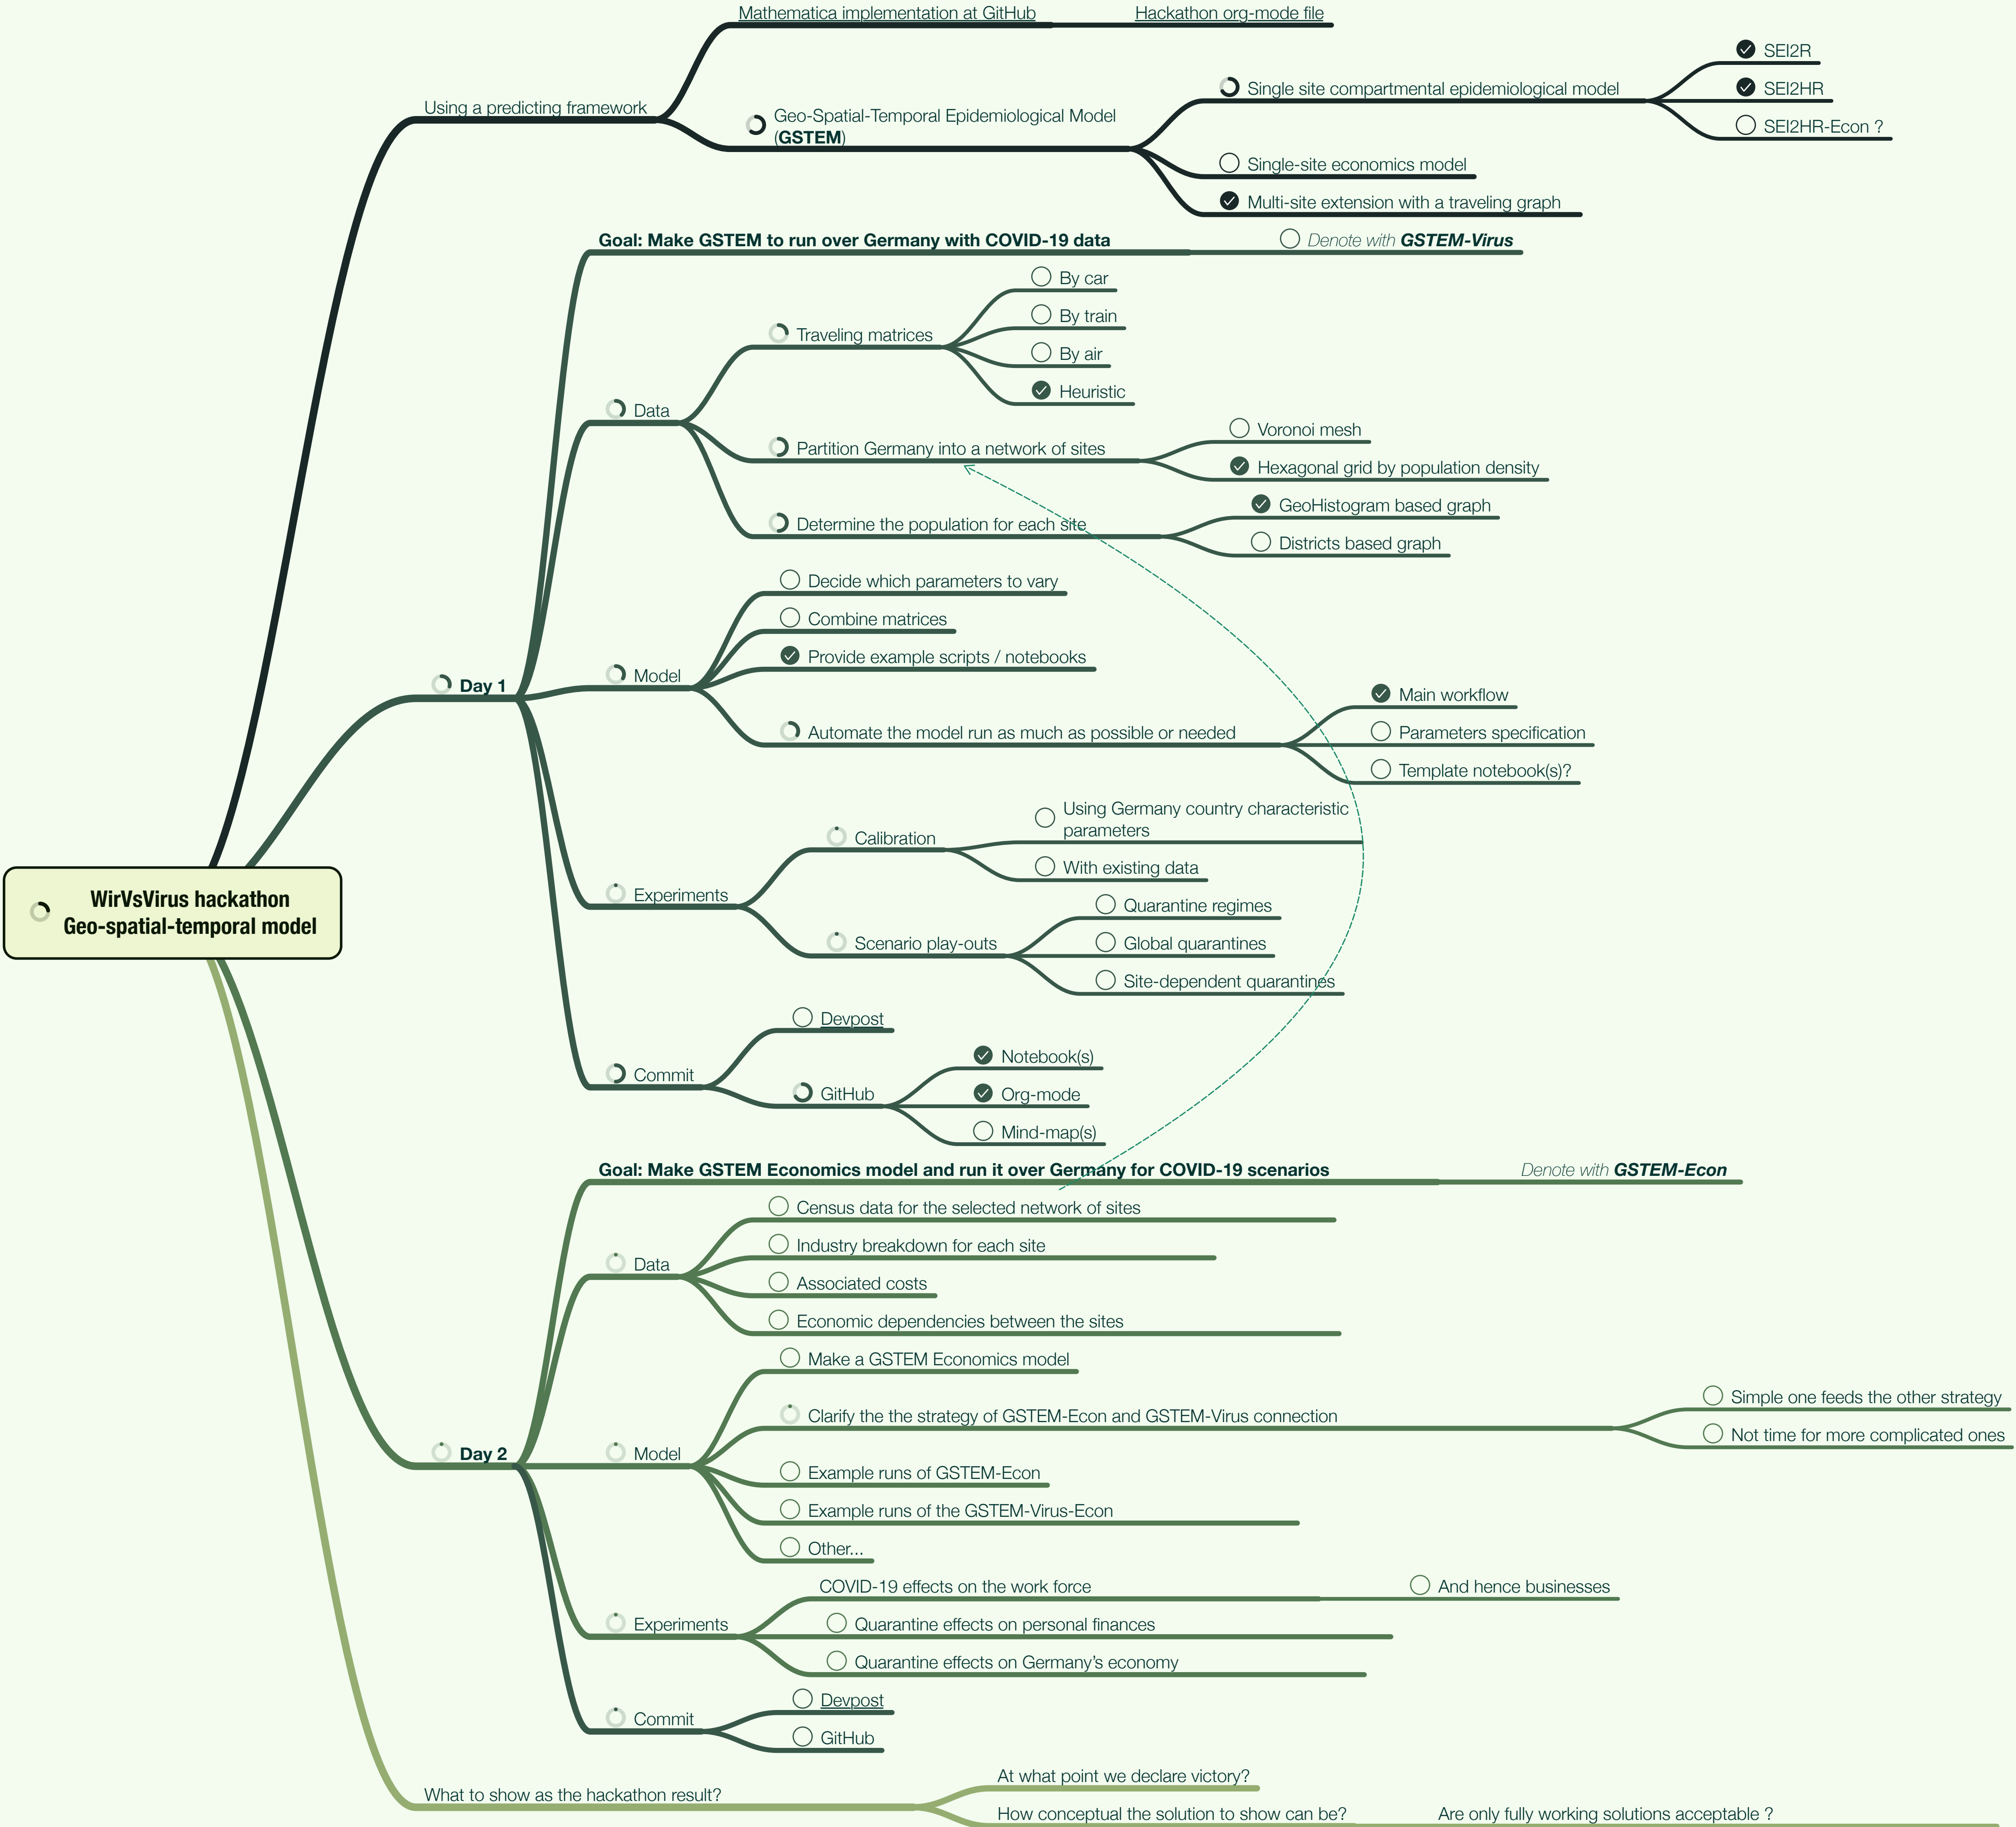 Mathematica implementation at GitHub
Hackathon org-mode file
Using a predicting framework
Geo-Spatial-Temporal Epidemiological Model
(GSTEM)
Single site compartmental epidemiological model
SEI2R
SEI2HR
SEI2HR-Econ ?
Single-site economics model
Multi-site extension with a traveling graph
Goal: Make GSTEM to run over Germany with COVID-19 data
Denote with GSTEM-Virus
Data
Traveling matrices
By car
By train
By air
Heuristic
Partition Germany into a network of sites
Voronoi mesh
Hexagonal grid by population density
Determine the population for each site
GeoHistogram based graph
Districts based graph
Day 1
Model
Decide which parameters to vary
Combine matrices
Provide example scripts / notebooks
Automate the model run as much as possible or needed
Main workflow
Parameters specification
Template notebook(s)?
Experiments
Calibration
Using Germany country characteristic
parameters
With existing data
Scenario play-outs
Quarantine regimes
Global quarantines
Site-dependent quarantines
WirVsVirus hackathon
Geo-spatial-temporal model
Commit
Devpost
GitHub
Notebook(s)
Org-mode
Mind-map(s)
Goal: Make GSTEM Economics model and run it over Germany for COVID-19 scenarios
Denote with GSTEM-Econ
Data
Census data for the selected network of sites
Industry breakdown for each site
Associated costs
Economic dependencies between the sites
Day 2
Model
Make a GSTEM Economics model
Clarify the the strategy of GSTEM-Econ and GSTEM-Virus connection
Simple one feeds the other strategy
Not time for more complicated ones
Example runs of GSTEM-Econ
Example runs of the GSTEM-Virus-Econ
Other...
Experiments
COVID-19 effects on the work force
And hence businesses
Quarantine effects on personal finances
Quarantine effects on Germany's economy
Commit
Devpost
GitHub
What to show as the hackathon result?
At what point we declare victory?
How conceptual the solution to show can be?
Are only fully working solutions acceptable ?